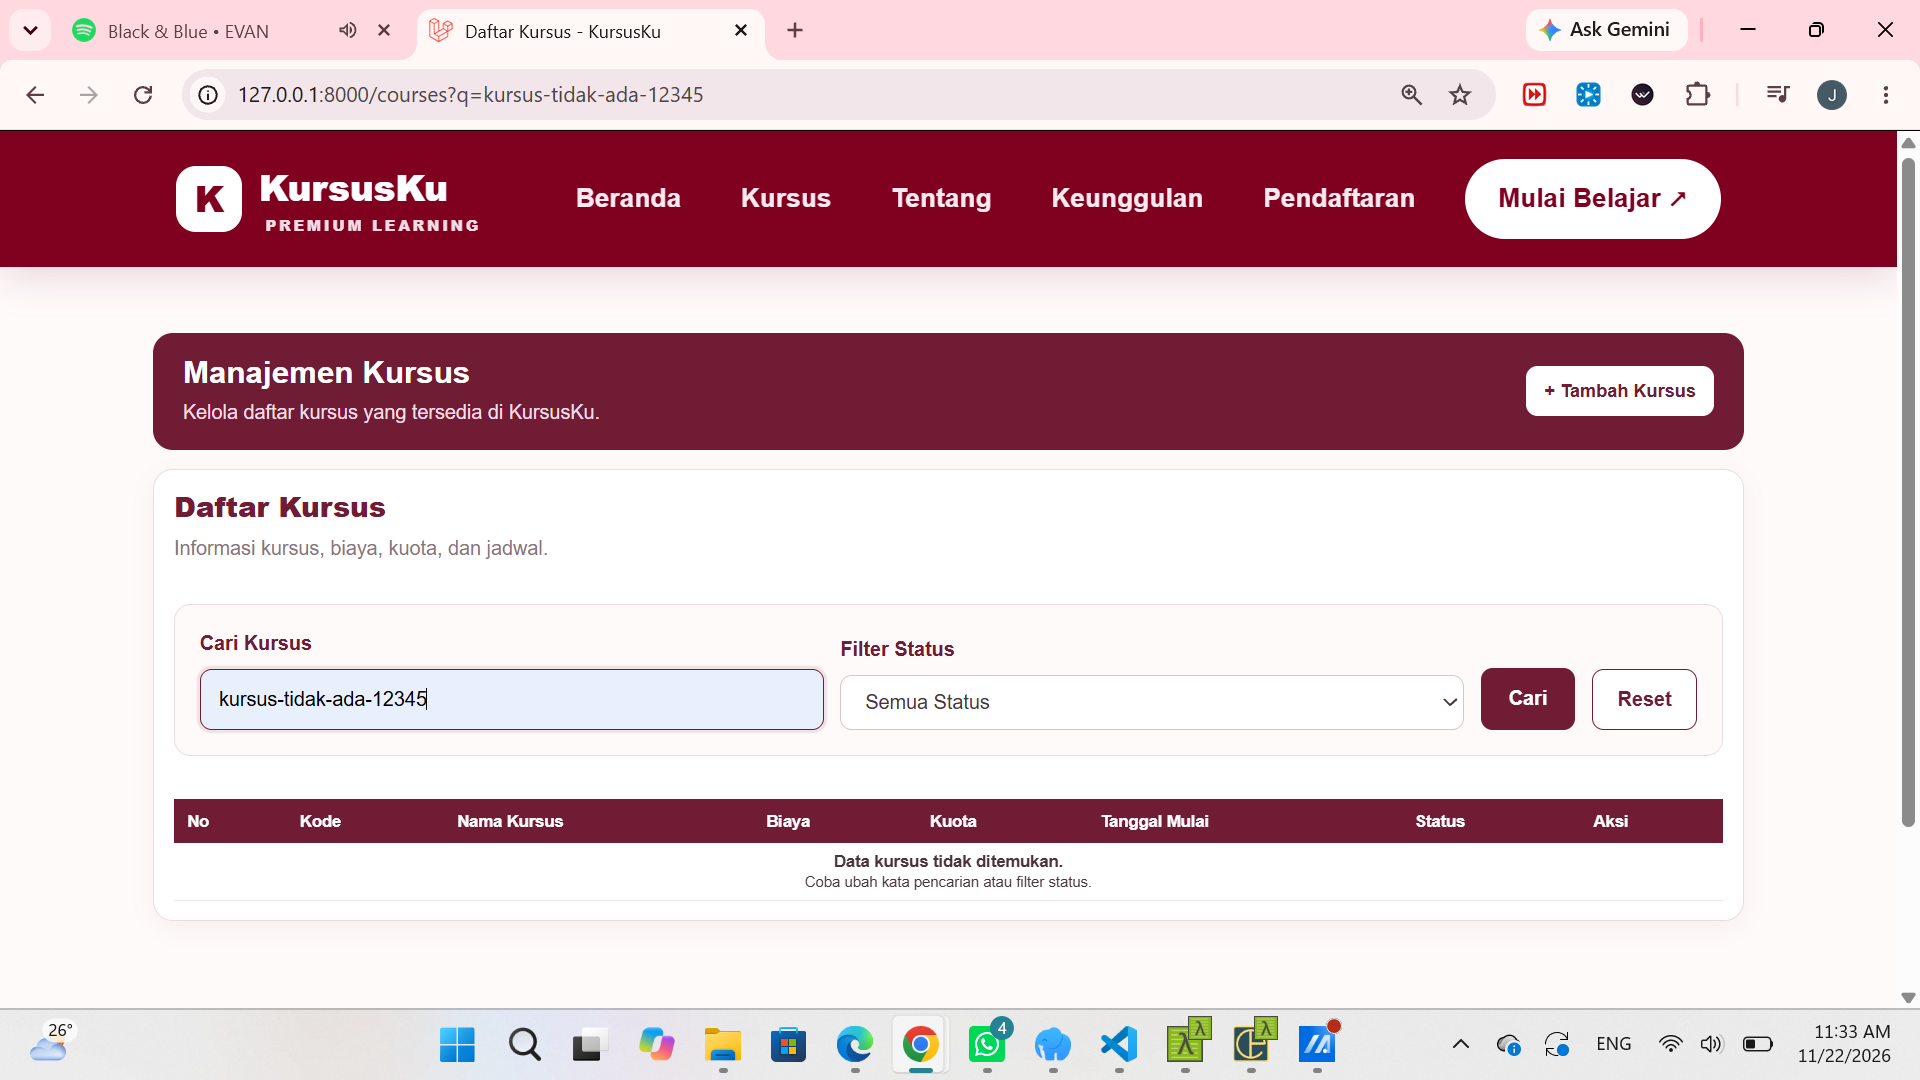 Black & Blue • EVAN
Daftar Kursus - KursusKu
Ask Gemini
127.0.0.1:8000/courses?q=kursus-tidak-ada-12345
J
K
KursusKu
PREMIUM LEARNING
Beranda
Kursus
Tentang
Keunggulan
Pendaftaran
Mulai Belajar ↗
Manajemen Kursus
Kelola daftar kursus yang tersedia di KursusKu.
+ Tambah Kursus
Daftar Kursus
Informasi kursus, biaya, kuota, dan jadwal.
Cari Kursus
Filter Status
kursus-tidak-ada-12345
Semua Status
Cari
Reset
No Kode Nama Kursus Biaya Kuota Tanggal Mulai Status Aksi
Data kursus tidak ditemukan.
Coba ubah kata pencarian atau filter status.
26°
4
ENG
11:33 AM
11/22/2026